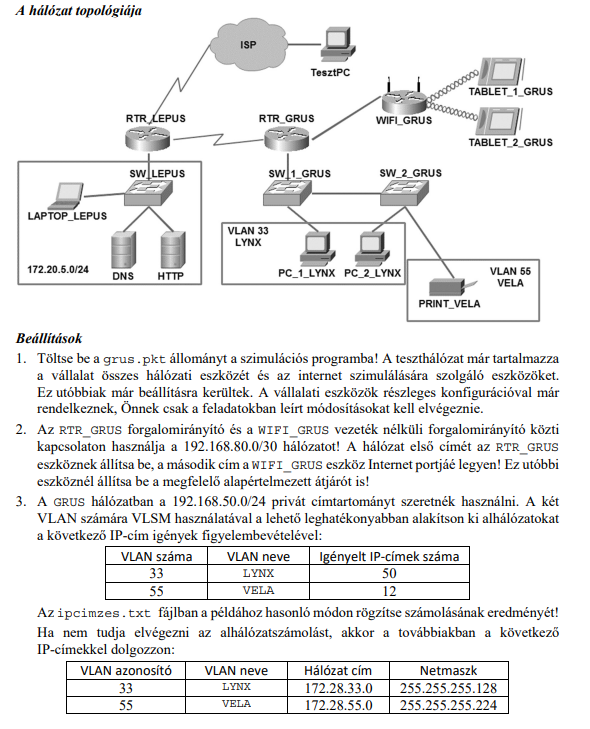 A hálózat topológiája
ISP
TesztPC
TABLET_1_GRUS
RTR_LEPUS
RTR_GRUS
WIFI_GRUS
TABLET_2_GRUS
SW_LEPUS
SW_1_GRUS
SW_2_GRUS
LAPTOP_LEPUS
VLAN 33
LYNX
172.20.5.0/24
DNS
HTTP
PC_1_LYNX
PC_2_LYNX
VLAN 55
VELA
PRINT_VELA
Beállítások
1. Töltse be a grus.pkt állományt a szimulációs programba! A teszthálózat már tartalmazza
a vállalat összes hálózati eszközét és az internet szimulálására szolgáló eszközöket.
Ez utóbbiak már beállításra kerültek. A vállalati eszközök részleges konfigurációval már
rendelkeznek, Önnek csak a feladatokban leírt módosításokat kell elvégeznie.
2. Az RTR_GRUS forgalomirányító és a WIFI_GRUS vezeték nélküli forgalomirányító közti
kapcsolaton használja a 192.168.80.0/30 hálózatot! A hálózat első címét az RTR_GRUS
eszköznek állítsa be, a második cím a WIFI_GRUS eszköz Internet portjáé legyen! Ez utóbbi
eszköznél állítsa be a megfelelő alapértelmezett átjárót is!
3. A GRUS hálózatban a 192.168.50.0/24 privát címtartományt szeretnék használni. A két
VLAN számára VLSM használatával a lehető leghatékonyabban alakítson ki alhálózatokat
a következő IP-cím igények figyelembevételével:
VLAN száma VLAN neve Igényelt IP-címek száma
33 LYNX 50
55 VELA 12
Az ipcimzes.txt fájlban a példához hasonló módon rögzítse számolásának eredményét!
Ha nem tudja elvégezni az alhálózatszámolást, akkor a továbbiakban a következő
IP-címekkel dolgozzon:
VLAN azonosító VLAN neve Hálózat cím Netmaszk
33 LYNX 172.28.33.0 255.255.255.128
55 VELA 172.28.55.0 255.255.255.224